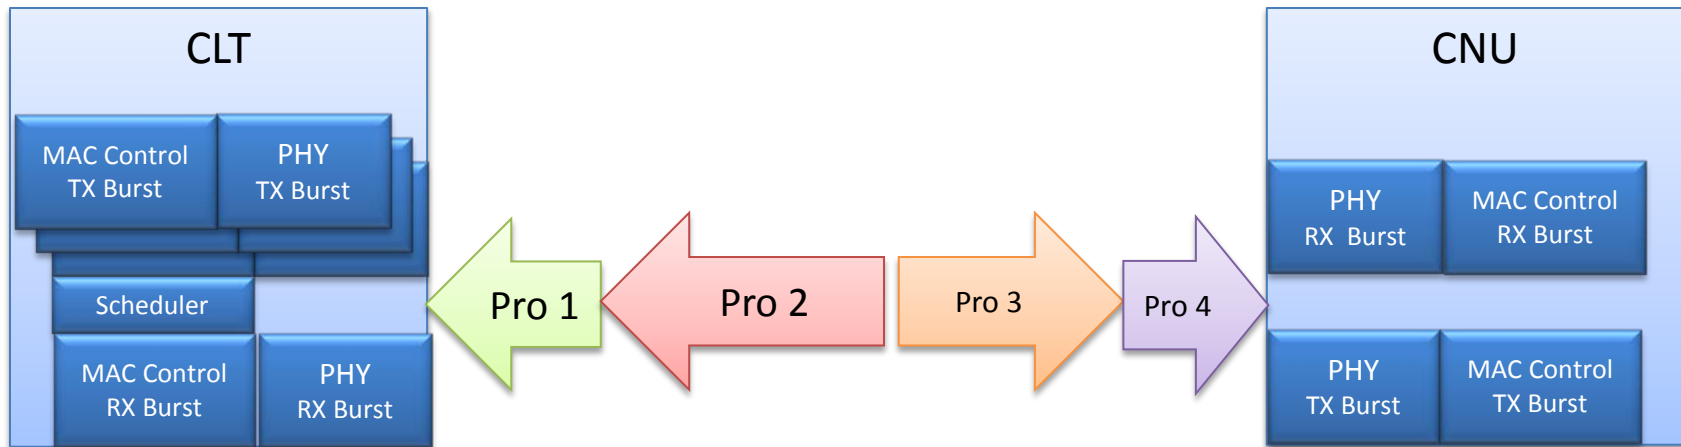 CLT
MAC Control
TX Burst
PHY
TX Burst
Scheduler
MAC Control
RX Burst
PHY
RX Burst
Pro 1
Pro 2
Pro 3
Pro 4
CNU
PHY
RX Burst
MAC Control
RX Burst
PHY
TX Burst
MAC Control
TX Burst